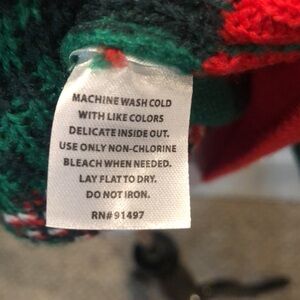 MACHINE WASH COLD
WITH LIKE COLORS
DELICATE INSIDE OUT.
USE ONLY NON-CHLORINE
BLEACH WHEN NEEDED.
LAY FLAT TO DRY.
DO NOT IRON.
RN#91497